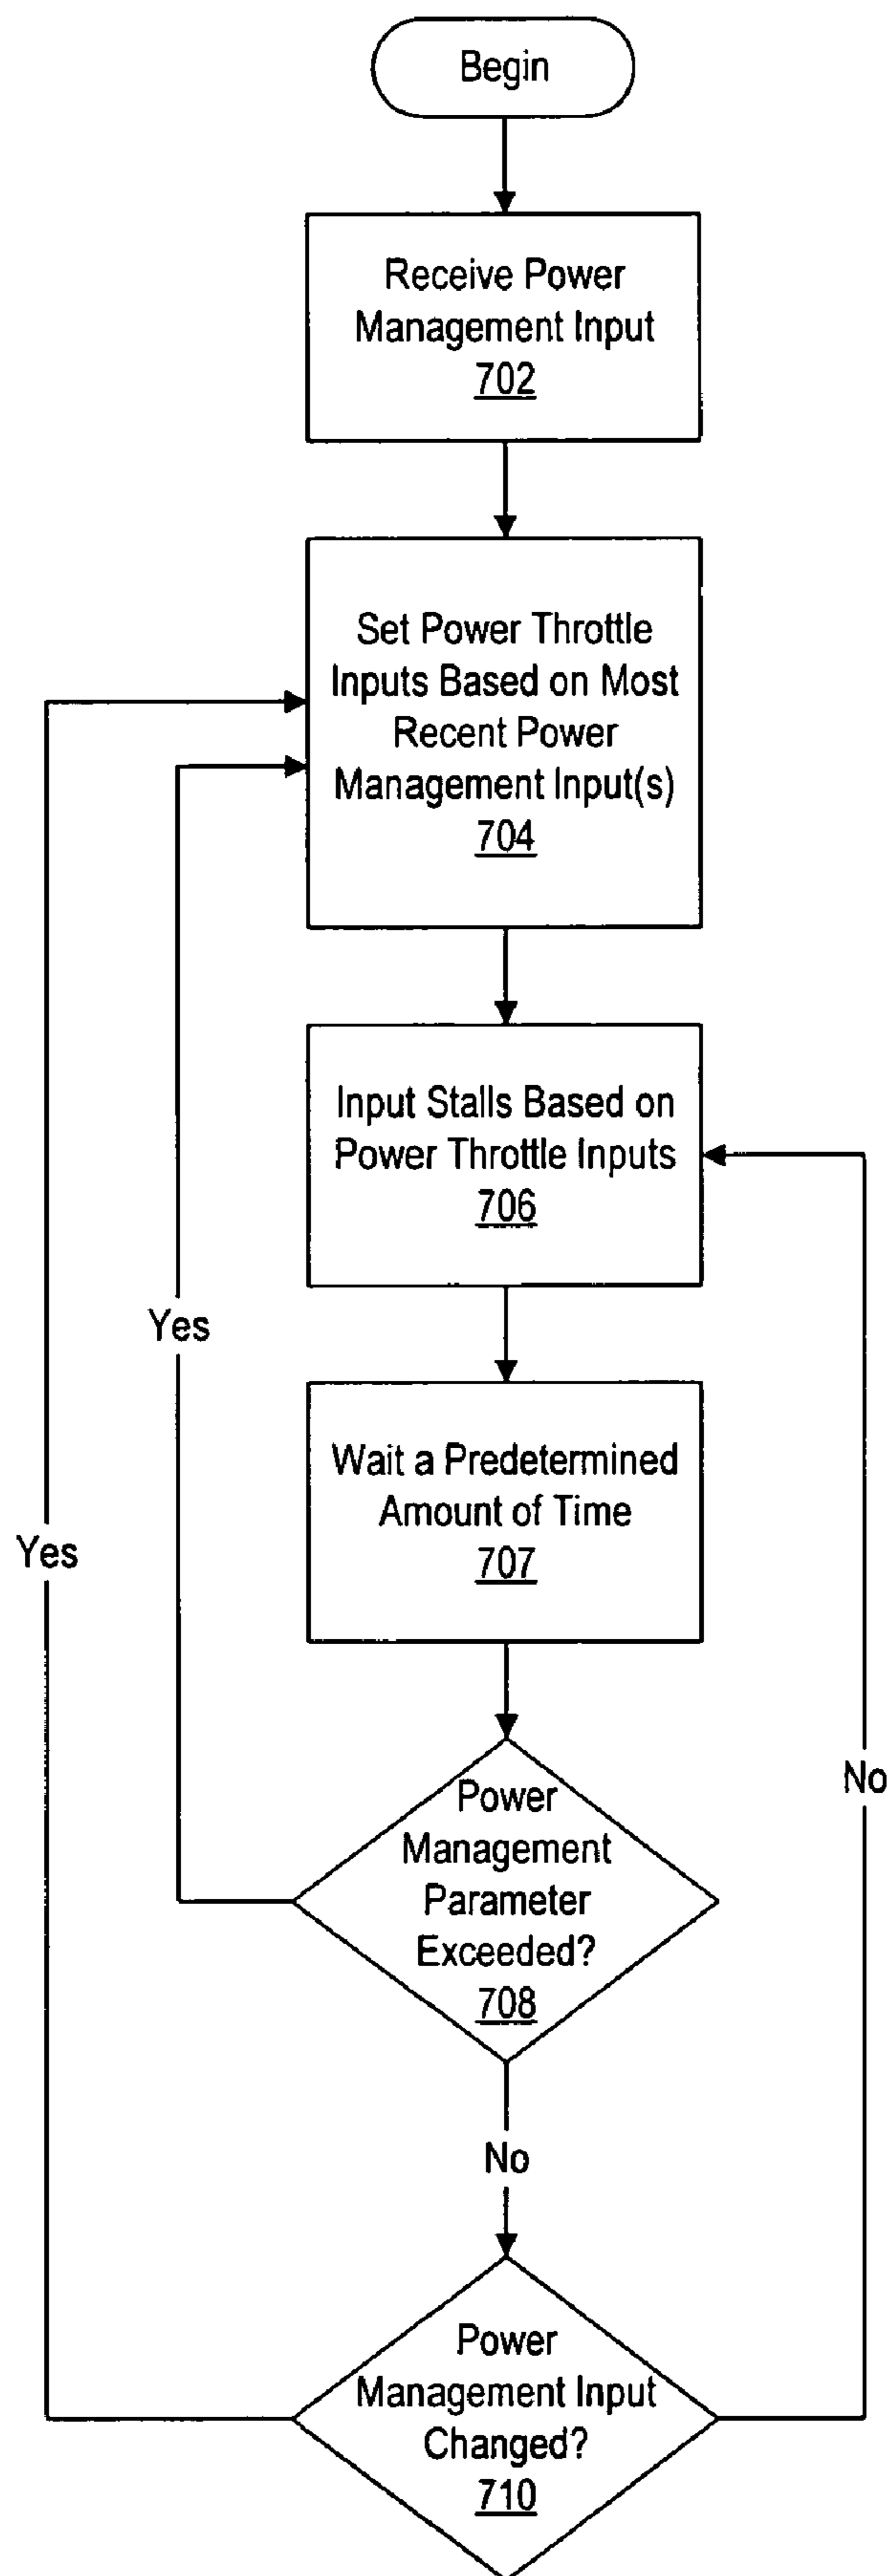 Begin
Receive Power
Management Input
702
Set Power Throttle
Inputs Based on Most
Recent Power
Management Input(s)
704
Input Stalls Based on
Power Throttle Inputs
706
Yes
Wait a Predetermined
Amount of Time
707
Yes
No
Power
Management
Parameter
Exceeded?
708
No
Power
Management Input
Changed?
710